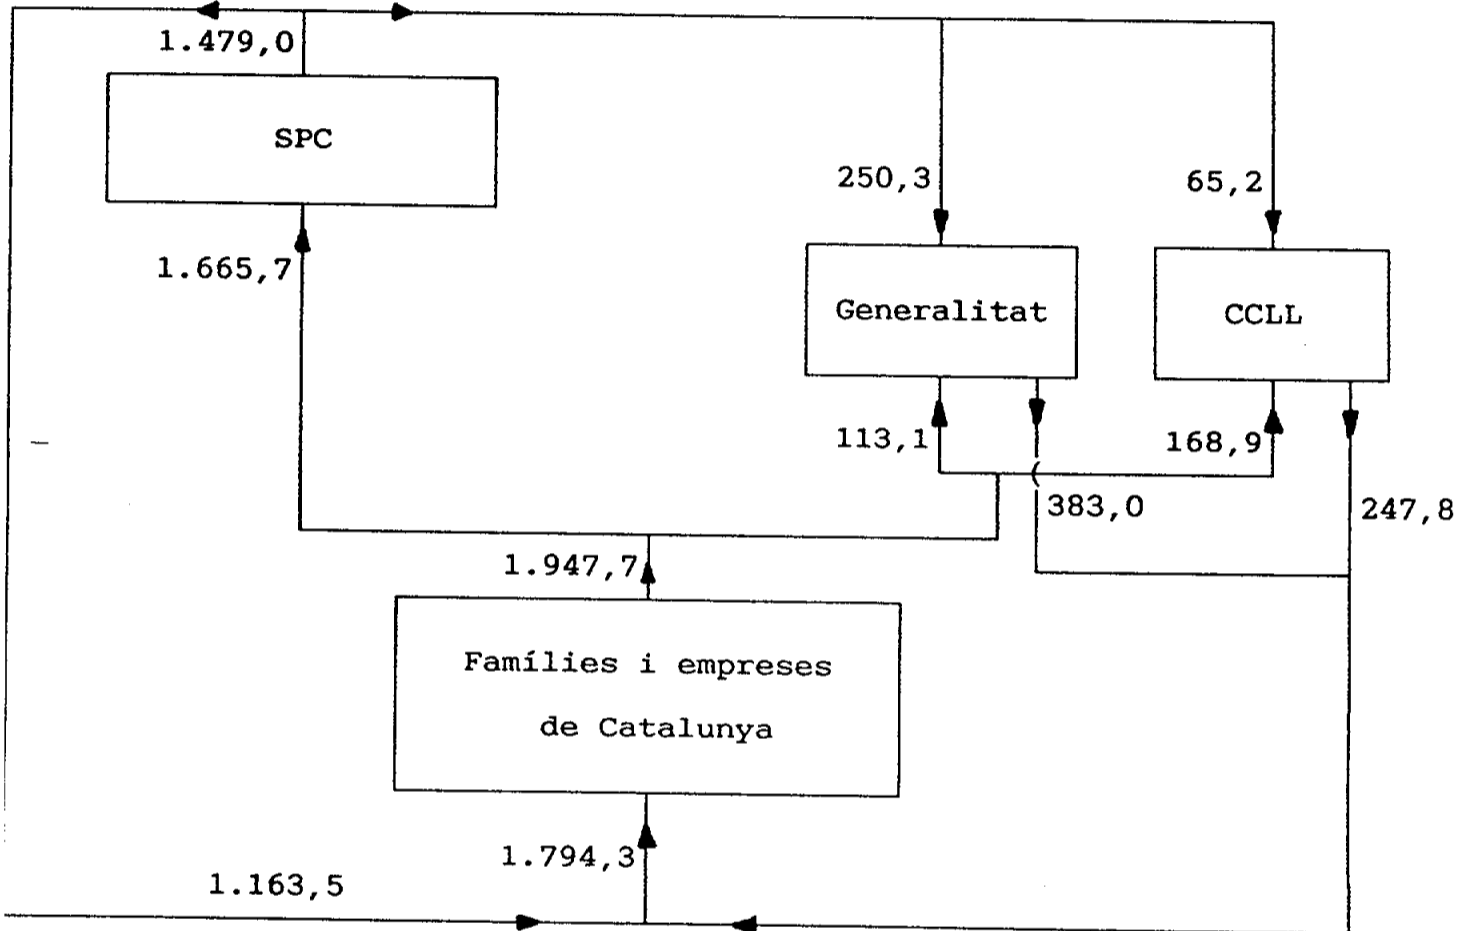 1.479,0
SPC
250,3
65,2
1.665,7
Generalitat
CCLL
113,1
168,9
383,0
247,8
1.947,7
Famílies i empreses
de Catalunya
1.794,3
1.163,5